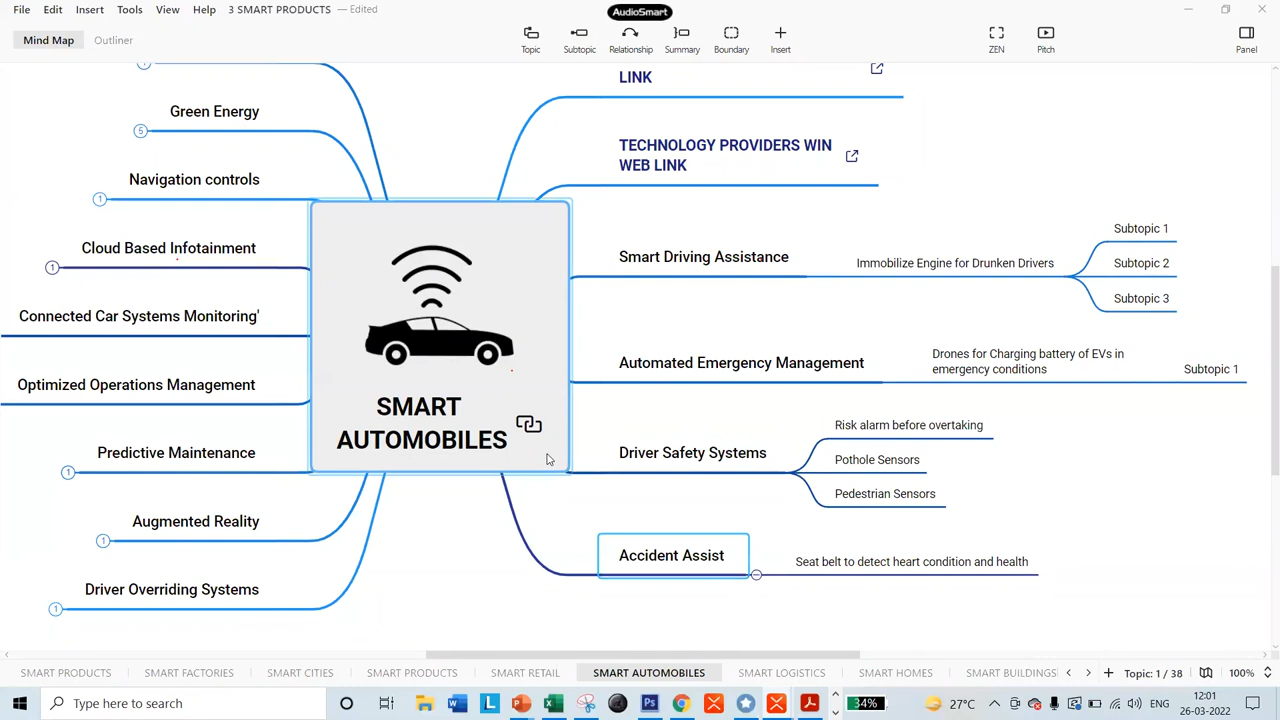 File Edit Insert Tools View Help 3 SMART PRODUCTS — Edited
AudioSmart
Mind Map Outliner
Topic Subtopic Relationship Summary Boundary Insert ZEN Pitch Panel
LINK
TECHNOLOGY PROVIDERS WIN
WEB LINK
Green Energy
5
Navigation controls
1
Cloud Based Infotainment
1
Connected Car Systems Monitoring'
Optimized Operations Management
Predictive Maintenance
1
Augmented Reality
1
Driver Overriding Systems
1
SMART
AUTOMOBILES
Smart Driving Assistance
Immobilize Engine for Drunken Drivers
Subtopic 1
Subtopic 2
Subtopic 3
Automated Emergency Management
Drones for Charging battery of EVs in
emergency conditions
Subtopic 1
Driver Safety Systems
Risk alarm before overtaking
Pothole Sensors
Pedestrian Sensors
Accident Assist
Seat belt to detect heart condition and health
SMART PRODUCTS SMART FACTORIES SMART CITIES SMART PRODUCTS SMART RETAIL SMART AUTOMOBILES SMART LOGISTICS SMART HOMES SMART BUILDINGS Topic: 1 / 38 100%
Type here to search
34%
27°C
ENG
12:01
26-03-2022